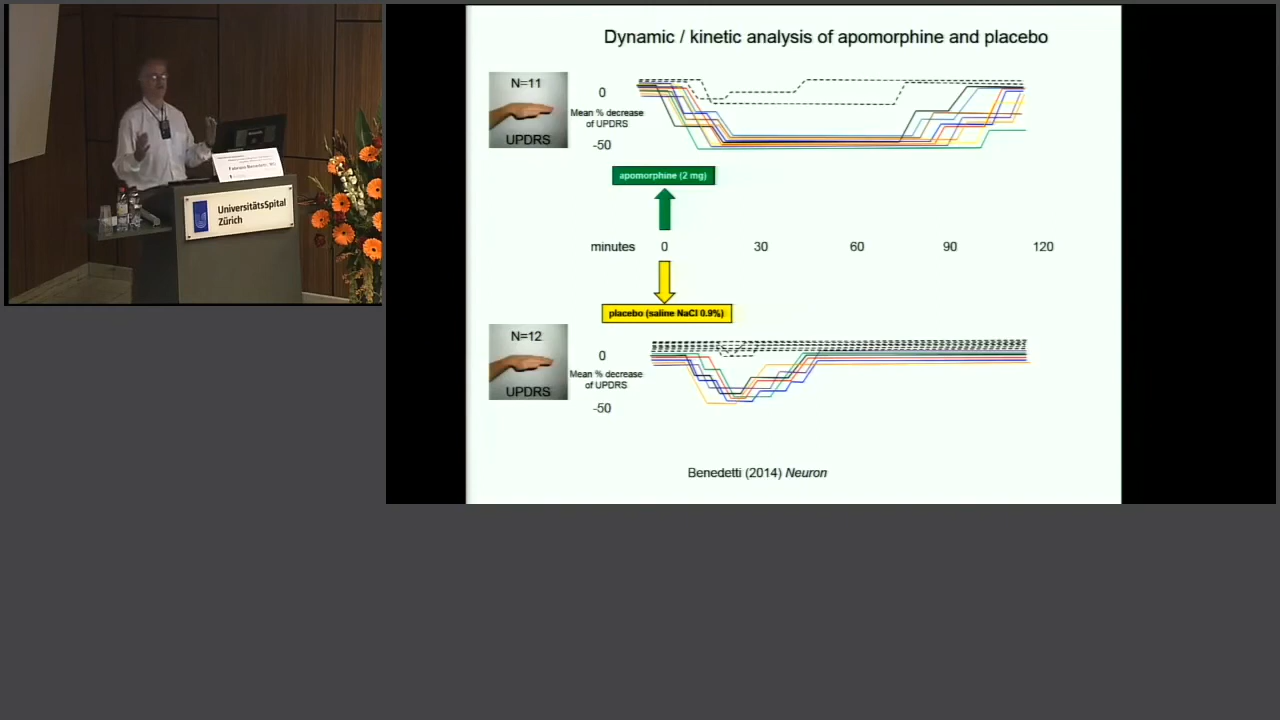 UniversitätsSpital
Zürich
Dynamic / kinetic analysis of apomorphine and placebo
N=11
UPDRS
0
Mean % decrease
of UPDRS
-50
apomorphine (2 mg)
minutes 0 30 60 90 120
placebo (saline NaCl 0.9%)
N=12
UPDRS
0
Mean % decrease
of UPDRS
-50
Benedetti (2014) Neuron